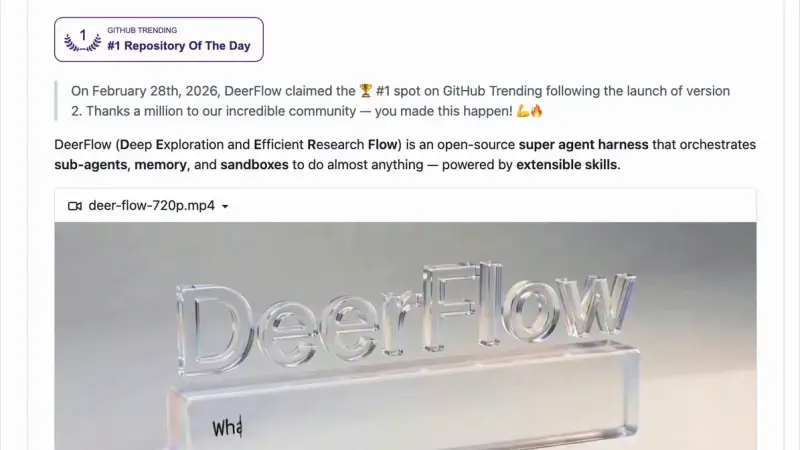 1
GITHUB TRENDING
#1 Repository Of The Day
On February 28th, 2026, DeerFlow claimed the 🏆 #1 spot on GitHub Trending following the launch of version
2. Thanks a million to our incredible community — you made this happen! 💪🔥
DeerFlow (Deep Exploration and Efficient Research Flow) is an open-source super agent harness that orchestrates
sub-agents, memory, and sandboxes to do almost anything — powered by extensible skills.
deer-flow-720p.mp4
DeerFlow
Wha